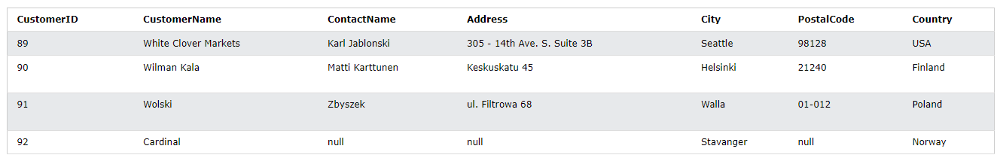 CustomerID CustomerName ContactName Address City PostalCode Country
89 White Clover Markets Karl Jablonski 305 - 14th Ave. S. Suite 3B Seattle 98128 USA
90 Wilman Kala Matti Karttunen Keskuskatu 45 Helsinki 21240 Finland
91 Wolski Zbyszek ul. Filtrowa 68 Walla 01-012 Poland
92 Cardinal null null Stavanger null Norway